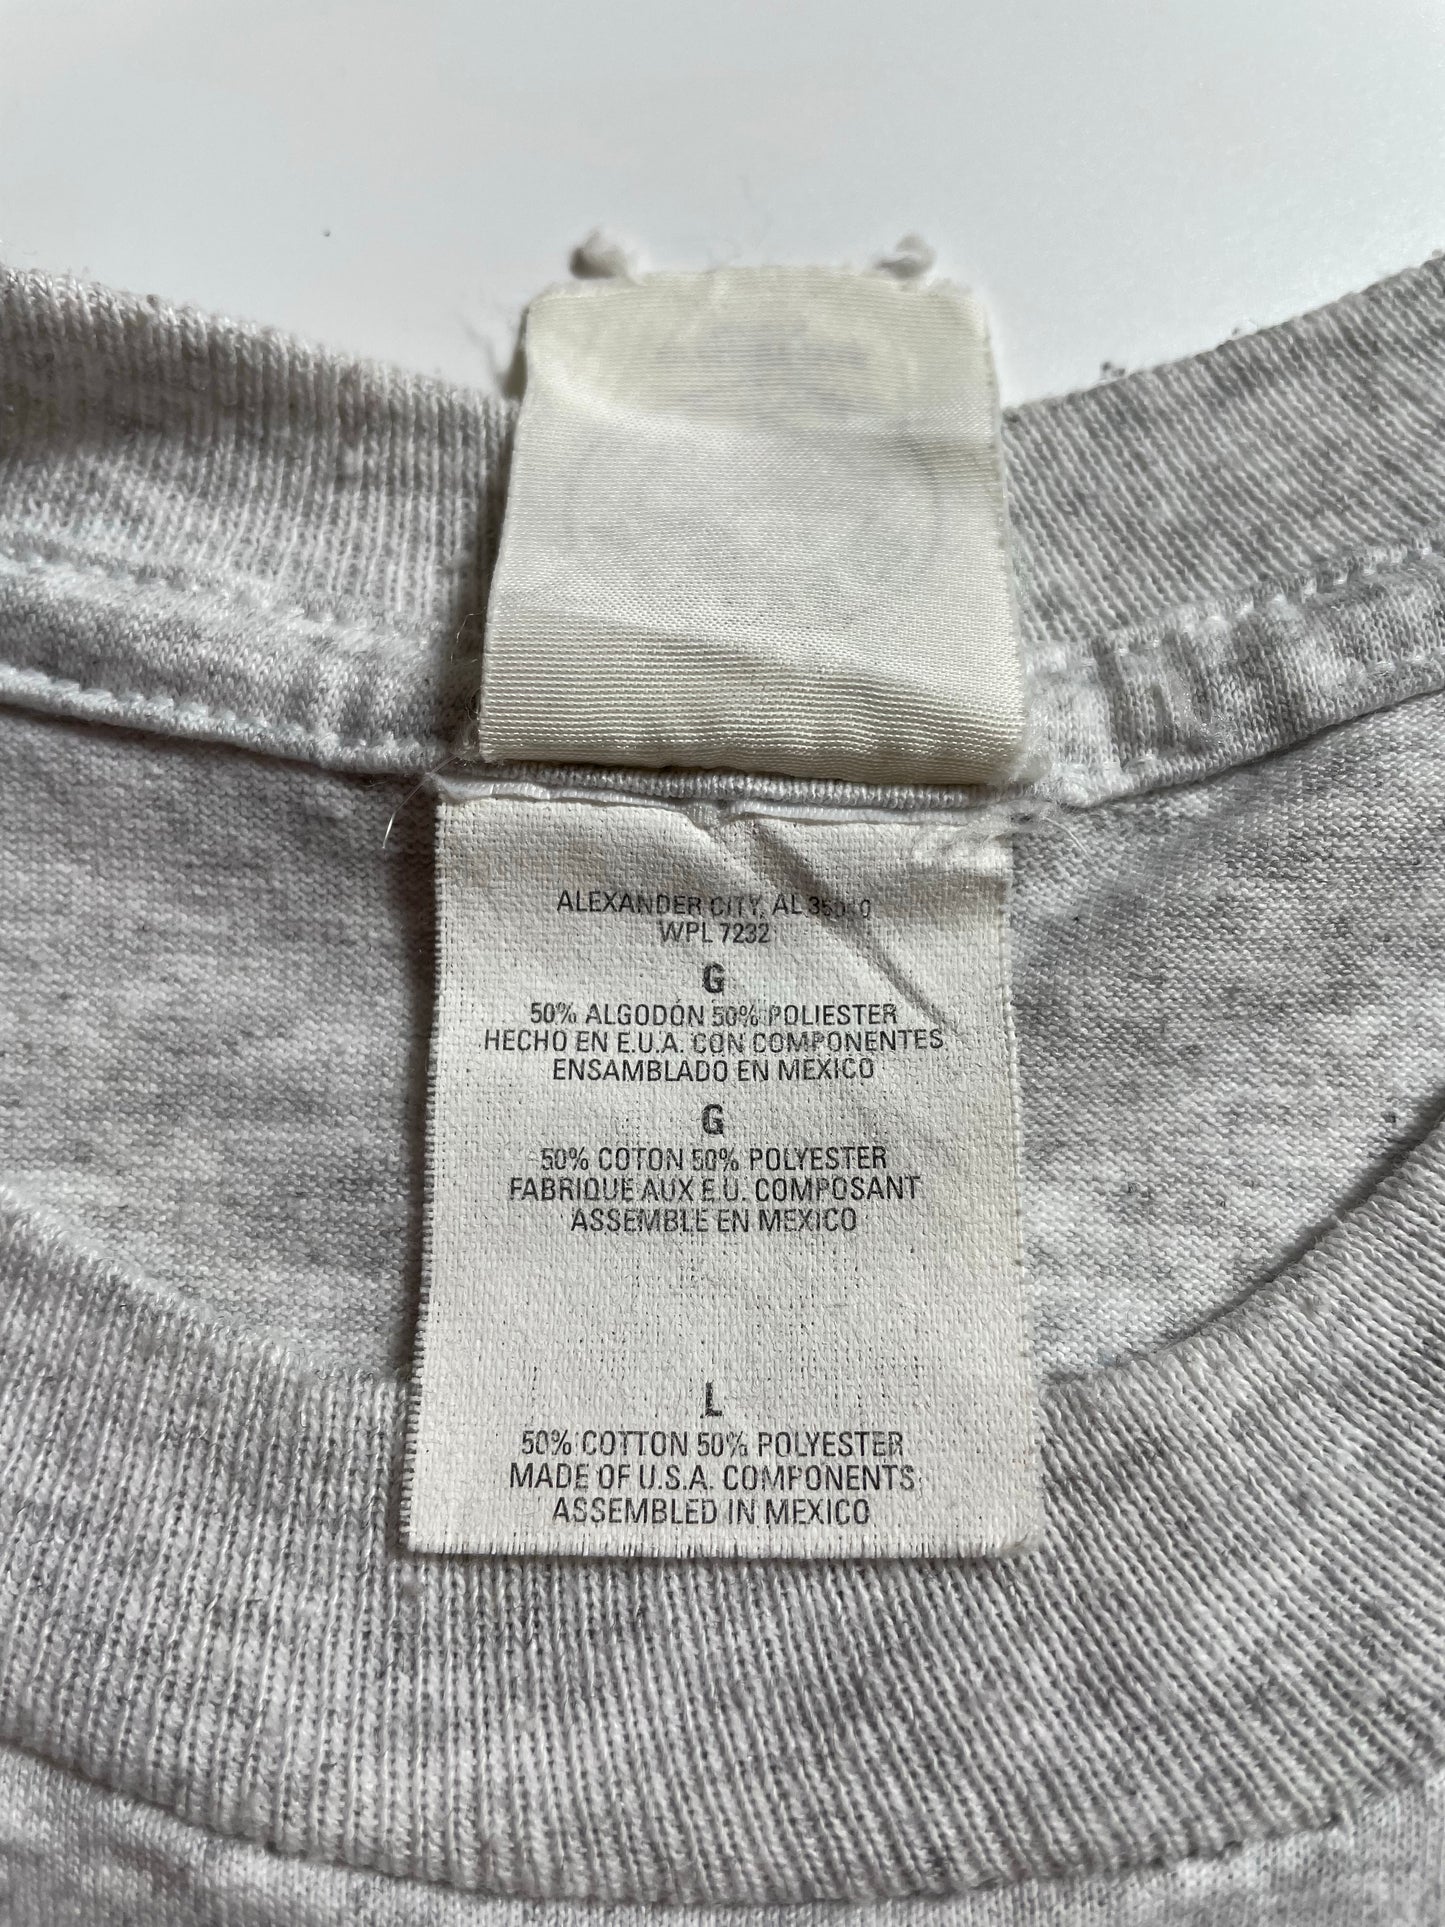 ALEXANDER CITY, AL 35010
WPL 7232
G
50% ALGODÓN 50% POLIESTER
HECHO EN E.U.A. CON COMPONENTES
ENSAMBLADO EN MEXICO
G
50% COTON 50% POLYESTER
FABRIQUE AUX E.U. COMPOSANT
ASSEMBLE EN MEXICO
L
50% COTTON 50% POLYESTER
MADE OF U.S.A. COMPONENTS
ASSEMBLED IN MEXICO